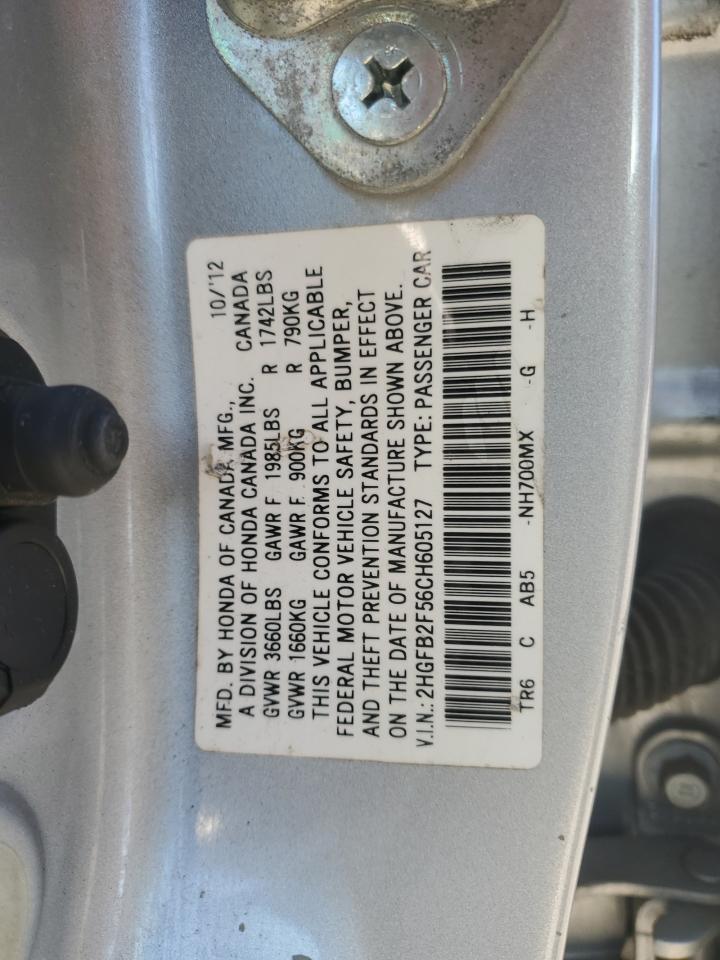 MFD. BY HONDA OF CANADA MFG., 10/'12
A DIVISION OF HONDA CANADA INC. CANADA
GVWR 3660LBS GAWR F 1985LBS R 1742LBS
GVWR 1660KG GAWR F 900KG R 790KG
THIS VEHICLE CONFORMS TO ALL APPLICABLE
FEDERAL MOTOR VEHICLE SAFETY, BUMPER,
AND THEFT PREVENTION STANDARDS IN EFFECT
ON THE DATE OF MANUFACTURE SHOWN ABOVE.
V.I.N.: 2HGFB2F56CH605127 TYPE: PASSENGER CAR
TR6 C AB5 -NH700MX -G -H